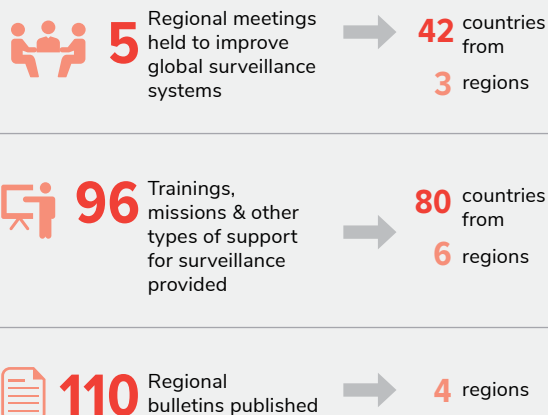 5 Regional meetings
held to improve
global surveillance
systems
42 countries
from
3 regions
96 Trainings,
missions & other
types of support
for surveillance
provided
80 countries
from
6 regions
110 Regional
bulletins published
4 regions